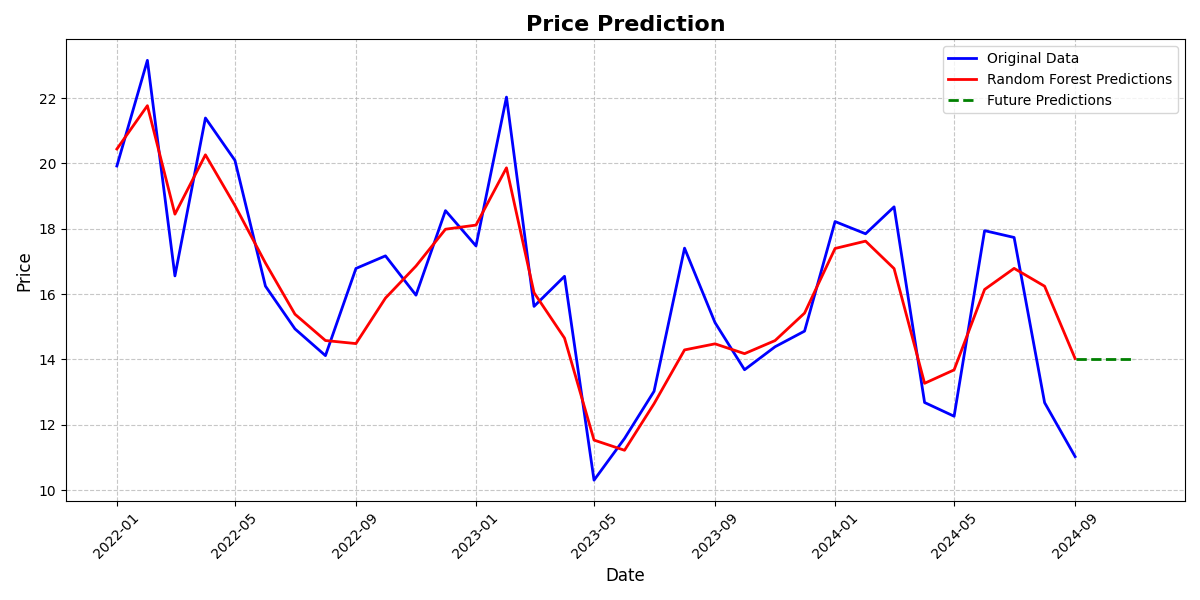 Price Prediction
Original Data
Random Forest Predictions
Future Predictions
Price
22
20
18
16
14
12
10
2022-01
2022-05
2022-09
2023-01
2023-05
2023-09
2024-01
2024-05
2024-09
Date